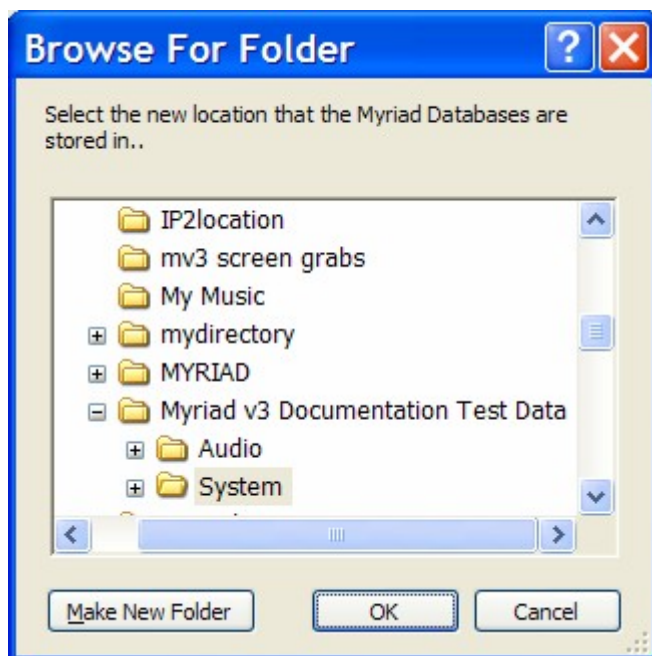 Browse For Folder
Select the new location that the Myriad Databases are
stored in..
IP2location
mv3 screen grabs
My Music
mydirectory
MYRIAD
Myriad v3 Documentation Test Data
Audio
System
Make New Folder
OK
Cancel